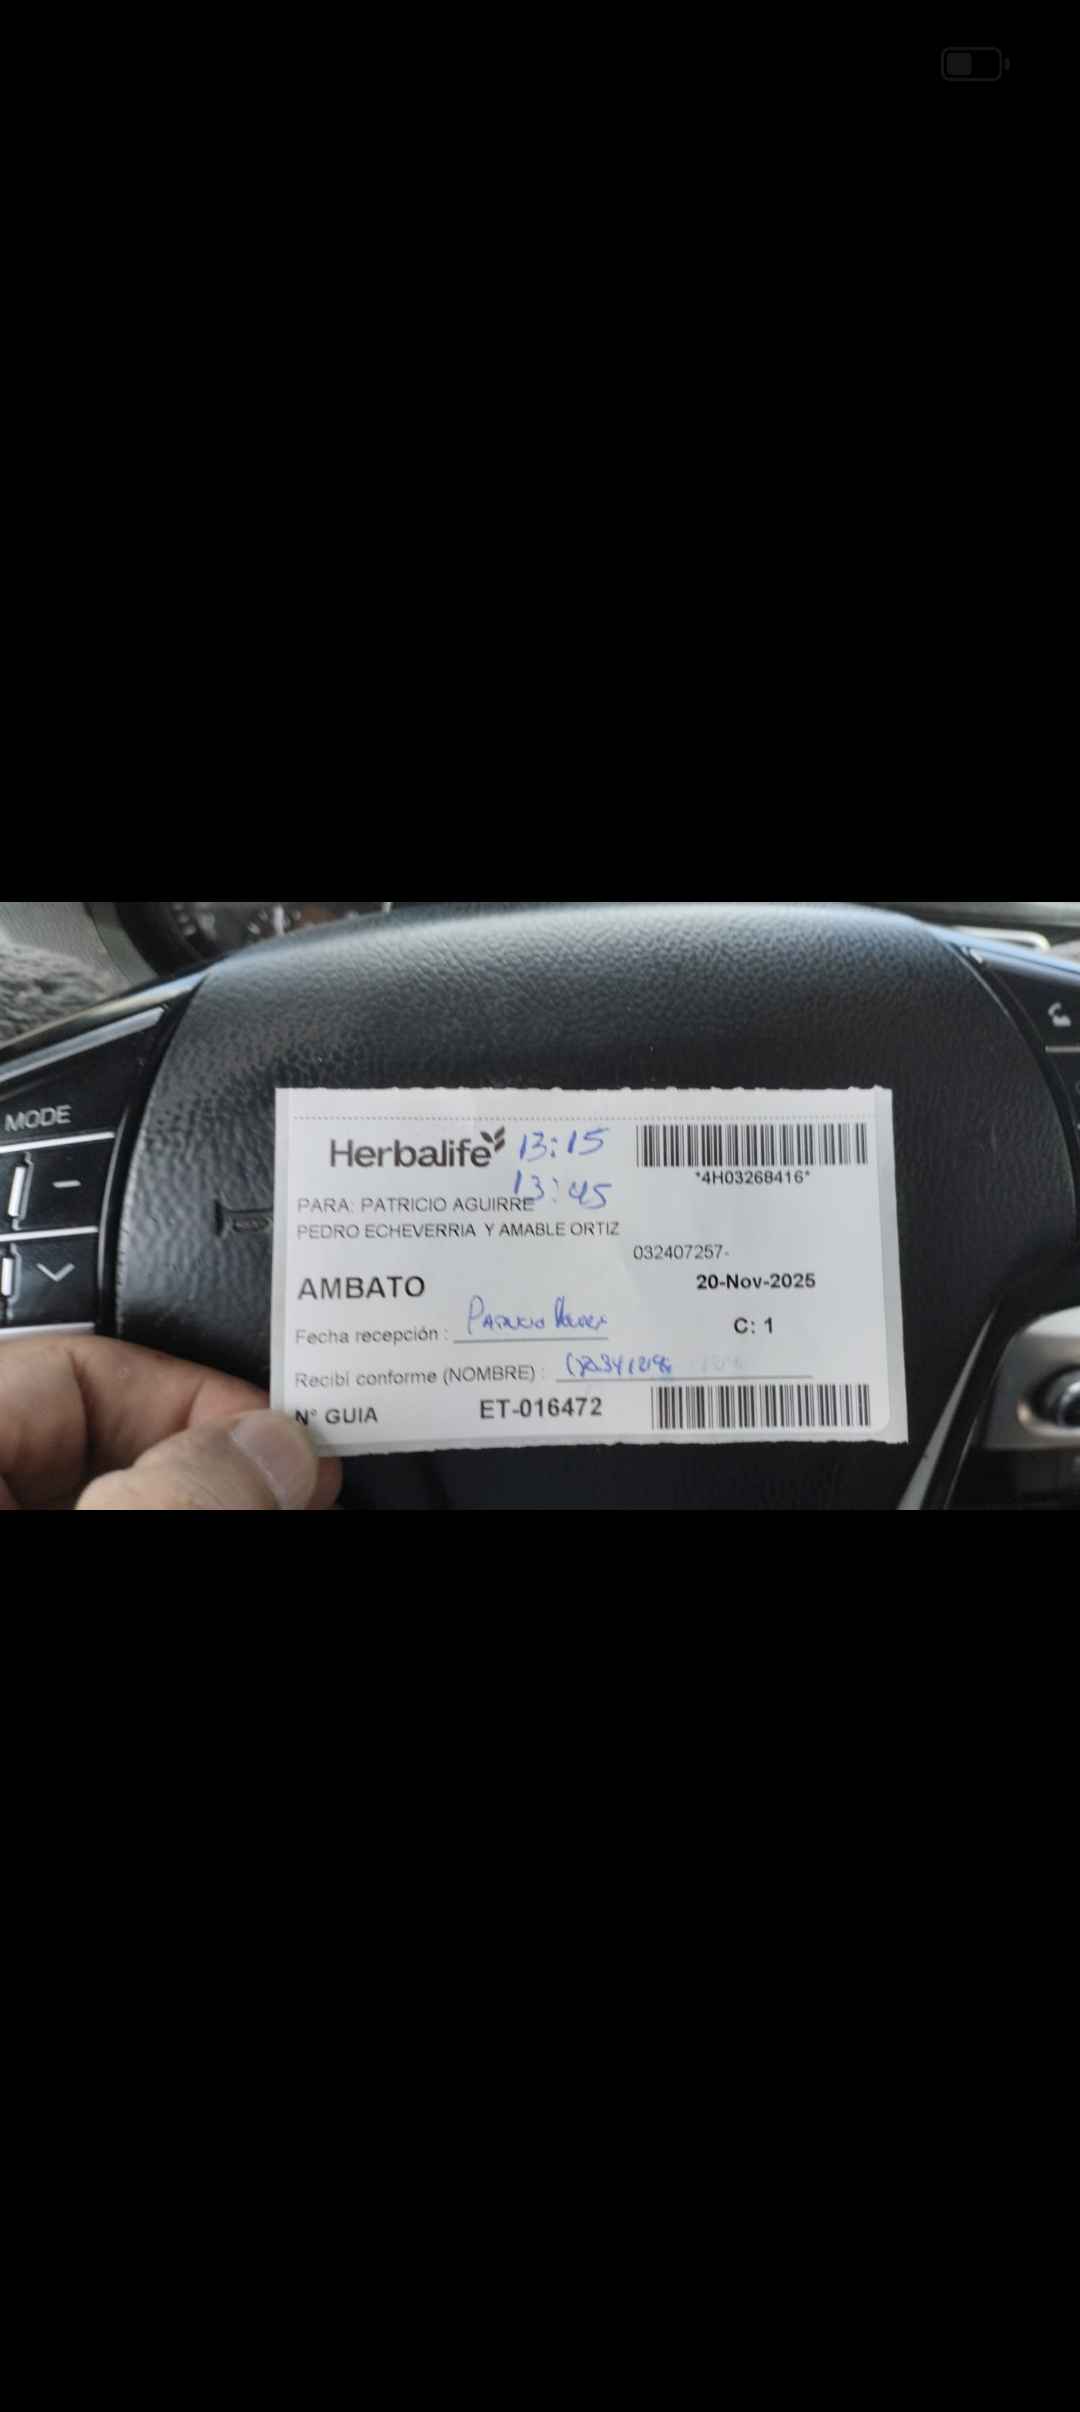 MODE
Herbalife 13:15
13:45
*4H03268416*
PARA: PATRICIO AGUIRRE
PEDRO ECHEVERRIA Y AMABLE ORTIZ
032407257-
AMBATO
20-Nov-2025
Fecha recepción : Patricio
C: 1
Recibí conforme (NOMBRE) :
N° GUIA ET-016472